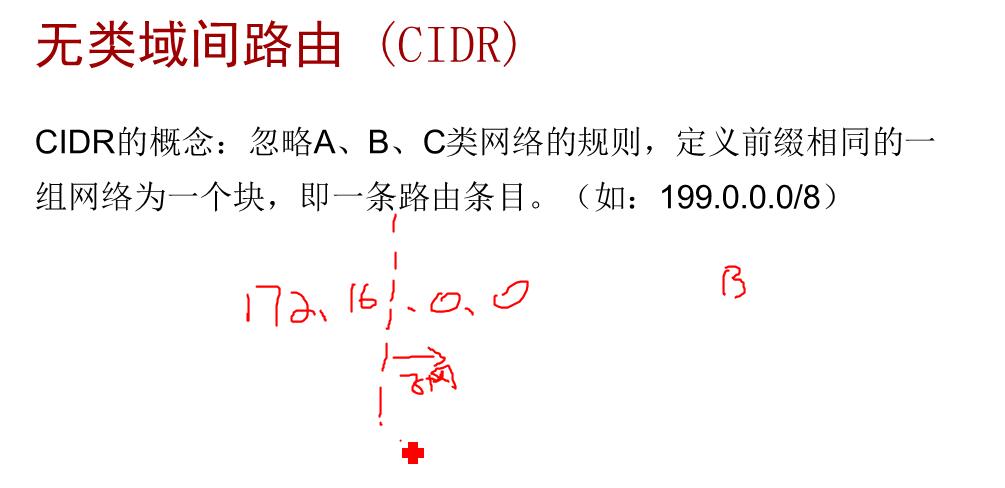 无类域间路由（CIDR）
CIDR的概念：忽略A、B、C类网络的规则，定义前缀相同的一
组网络为一个块，即一条路由条目。（如：199.0.0.0/8）
172.16.0.0 B
子网